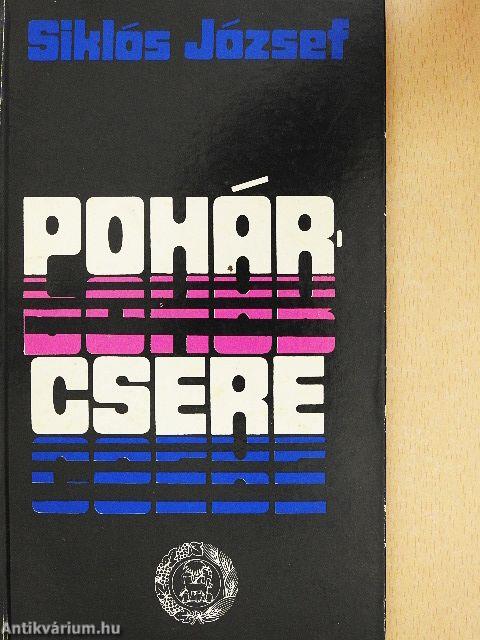 Siklós József
POHÁR-
CSERE
Antikvárium.hu